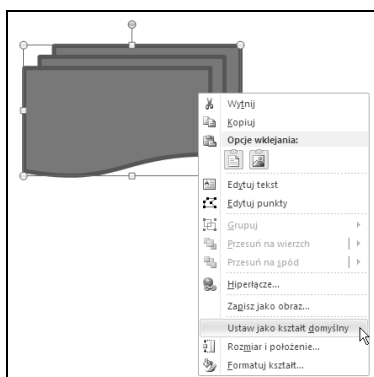 Wytnij
Kopiuj
Opcje wklejania:
Edytuj tekst
Edytuj punkty
Grupuj
Przesuń na wierzch
Przesuń na spód
Hiperłącze...
Zapisz jako obraz...
Ustaw jako kształt domyślny
Rozmiar i położenie...
Formatuj kształt...